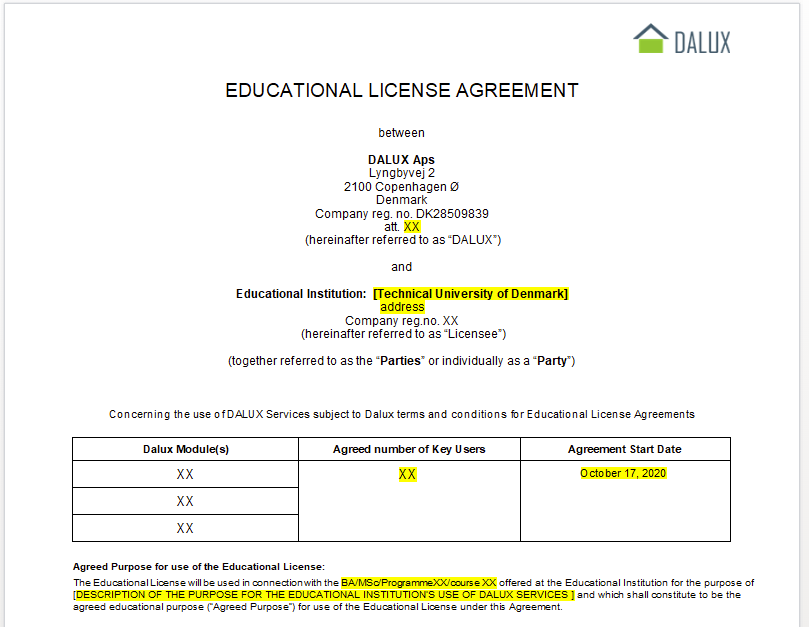 DALUX
EDUCATIONAL LICENSE AGREEMENT
between
DALUX Aps
Lyngbyvej 2
2100 Copenhagen Ø
Denmark
Company reg. no. DK28509839
att. XX
(hereinafter referred to as “DALUX”)
and
Educational Institution: [Technical University of Denmark]
address
Company reg.no. XX
(hereinafter referred to as “Licensee”)
(together referred to as the “Parties” or individually as a “Party”)
Concerning the use of DALUX Services subject to Dalux terms and conditions for Educational License Agreements
Dalux Module(s) Agreed number of Key Users Agreement Start Date
XX XX October 17, 2020
XX
XX
Agreed Purpose for use of the Educational License:
The Educational License will be used in connection with the BA/MSc/ProgrammeXX/course XX offered at the Educational Institution for the purpose of
[DESCRIPTION OF THE PURPOSE FOR THE EDUCATIONAL INSTITUTION'S USE OF DALUX SERVICES ] and which shall constitute to be the
agreed educational purpose (“Agreed Purpose”) for use of the Educational License under this Agreement.